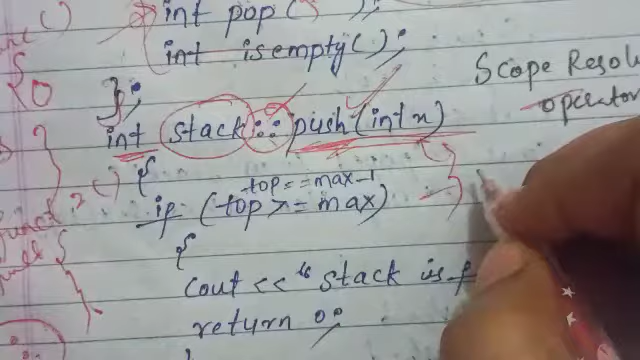 int pop( );
int isempty();
};
Scope Resolu
operator
int stack :: push(int x)
{
top==max-1
if (top >= max)
{
cout << "stack is f
return 0;